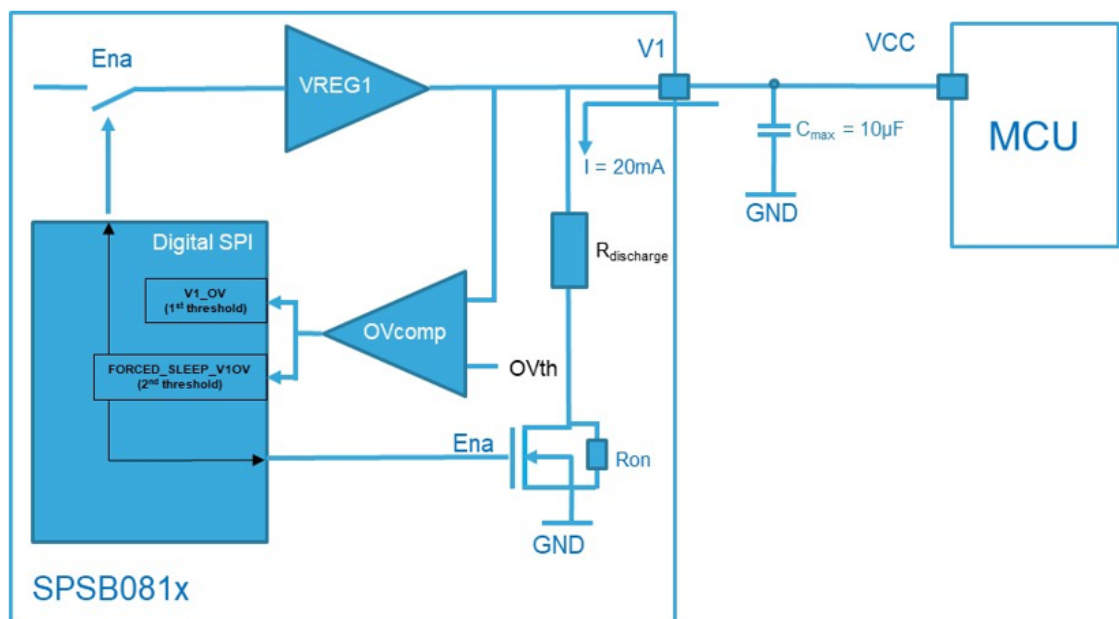 Ena
VREG1
V1
VCC
MCU
C_max = 10µF
I = 20mA
GND
Digital SPI
R_discharge
V1_OV
(1st threshold)
OVcomp
FORCED_SLEEP_V1OV
(2nd threshold)
OVth
Ena
Ron
GND
SPSB081x